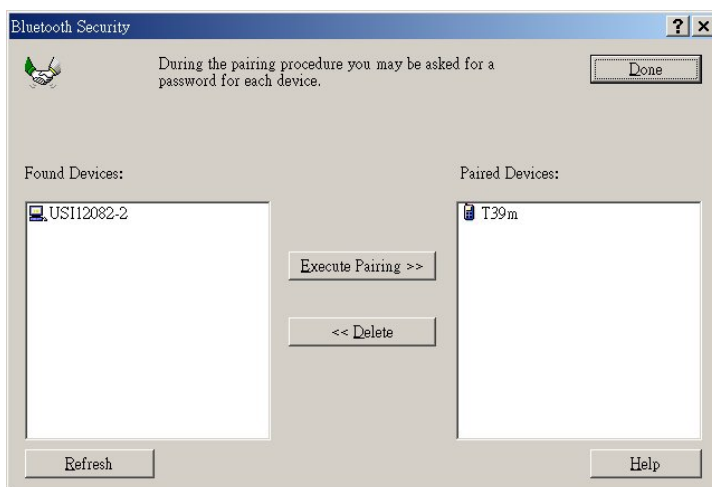 Bluetooth Security
During the pairing procedure you may be asked for a
password for each device.
Done
Found Devices:
Paired Devices:
USI12082-2
T39m
Execute Pairing >>
<< Delete
Refresh
Help